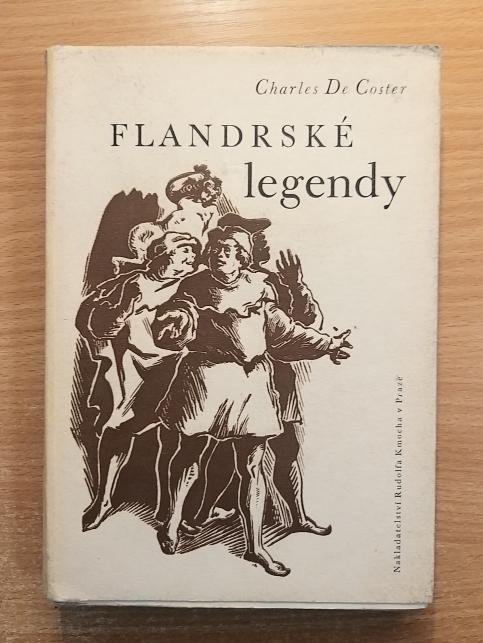 Charles De Coster
FLANDRSKÉ
legendy
Nakladatelství Rudolfa Kmocha v Praze